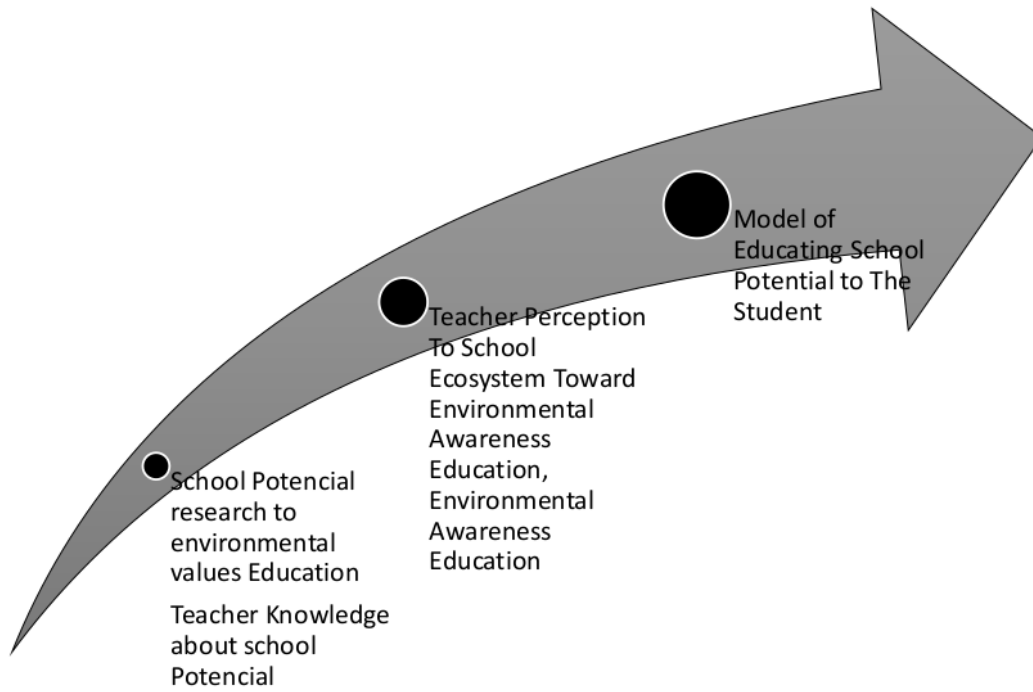 School Potencial
research to
environmental
values Education
Teacher Knowledge
about school
Potencial
Teacher Perception
To School
Ecosystem Toward
Environmental
Awareness
Education,
Environmental
Awareness
Education
Model of
Educating School
Potential to The
Student